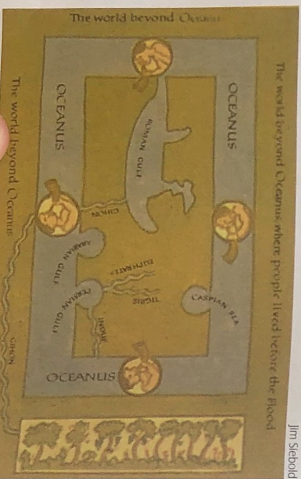 The world beyond Oceanus
The world beyond Oceanus
The world beyond Oceanus where people lived before the Flood
OCEANUS
OCEANUS
ROMAN GULF
GIHON
ARABIAN GULF
PERSIAN GULF
EUPHRATES
TIGRIS
CASPIAN SEA
GIHON
OCEANUS
Jim Siebold